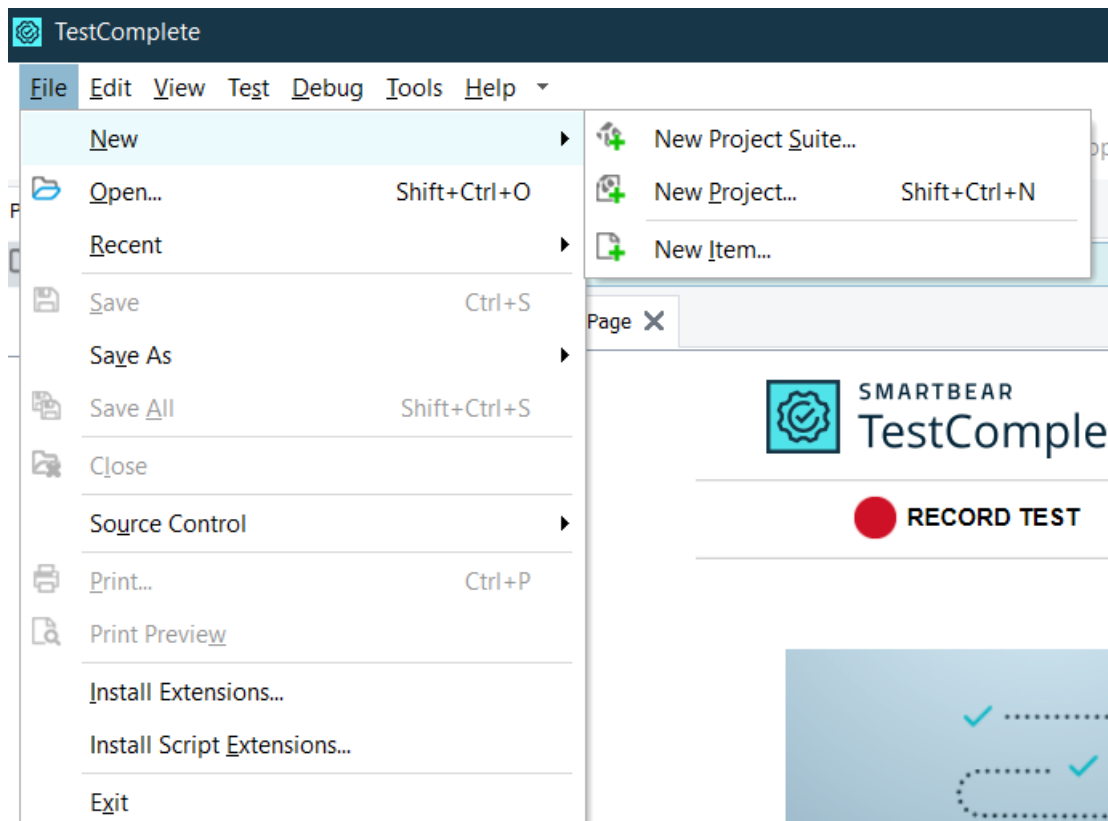 TestComplete
File Edit View Test Debug Tools Help
New
Open... Shift+Ctrl+O
Recent
Save Ctrl+S
Save As
Save All Shift+Ctrl+S
Close
Source Control
Print... Ctrl+P
Print Preview
Install Extensions...
Install Script Extensions...
Exit
New Project Suite...
New Project... Shift+Ctrl+N
New Item...
Page
SMARTBEAR
TestComple
RECORD TEST